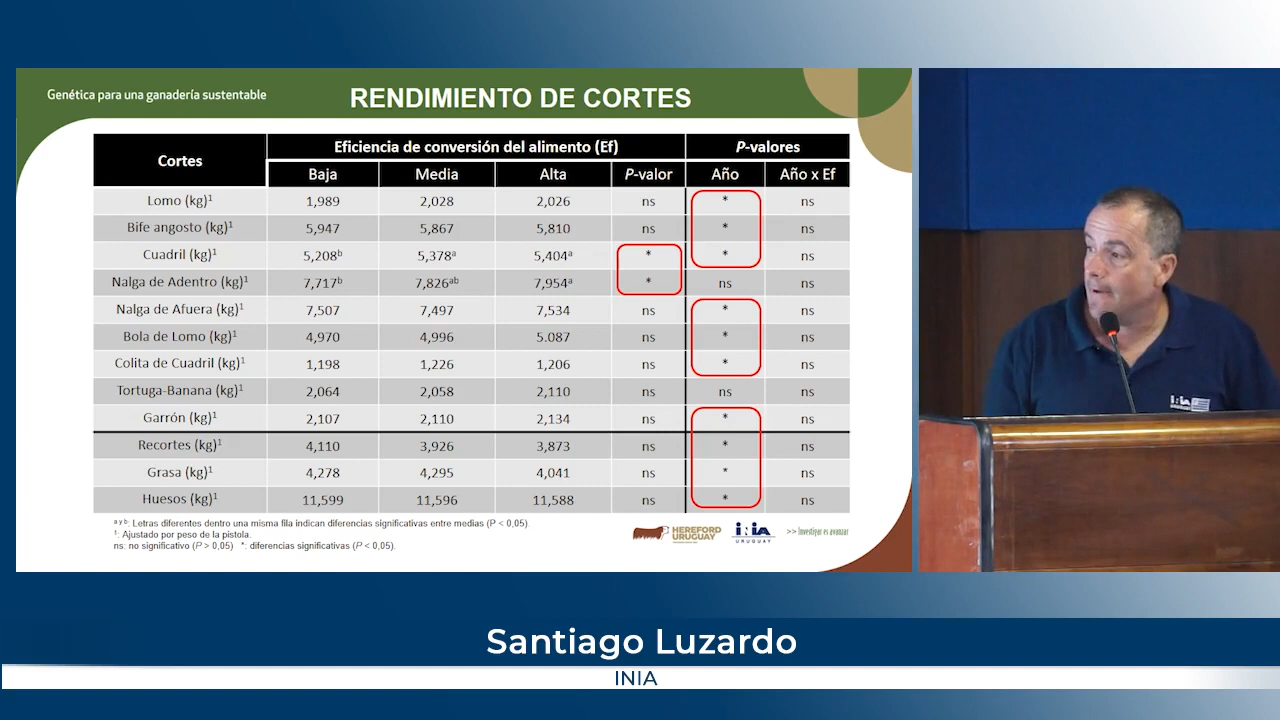 Genética para una ganadería sustentable
RENDIMIENTO DE CORTES
Cortes Eficiencia de conversión del alimento (Ef) P-valores
Baja Media Alta P-valor Año Año x Ef
Lomo (kg)¹ 1,989 2,028 2,026 ns * ns
Bife angosto (kg)¹ 5,947 5,867 5,810 ns * ns
Cuadril (kg)¹ 5,208ᵇ 5,378ᵃ 5,404ᵃ * * ns
Nalga de Adentro (kg)¹ 7,717ᵇ 7,826ᵃᵇ 7,954ᵃ * ns ns
Nalga de Afuera (kg)¹ 7,507 7,497 7,534 ns * ns
Bola de Lomo (kg)¹ 4,970 4,996 5.087 ns * ns
Colita de Cuadril (kg)¹ 1,198 1,226 1,206 ns * ns
Tortuga-Banana (kg)¹ 2,064 2,058 2,110 ns ns ns
Garrón (kg)¹ 2,107 2,110 2,134 ns * ns
Recortes (kg)¹ 4,110 3,926 3,873 ns * ns
Grasa (kg)¹ 4,278 4,295 4,041 ns * ns
Huesos (kg)¹ 11,599 11,596 11,588 ns * ns
ᵃ ʸ ᵇ: Letras diferentes dentro una misma fila indican diferencias significativas entre medias (P < 0,05).
¹: Ajustado por peso de la pistola.
ns: no significativo (P > 0,05) *: diferencias significativas (P < 0,05).
HEREFORD
URUGUAY
INIA
URUGUAY
>> Investigar es avanzar
INIA
URUGUAY
Santiago Luzardo
INIA